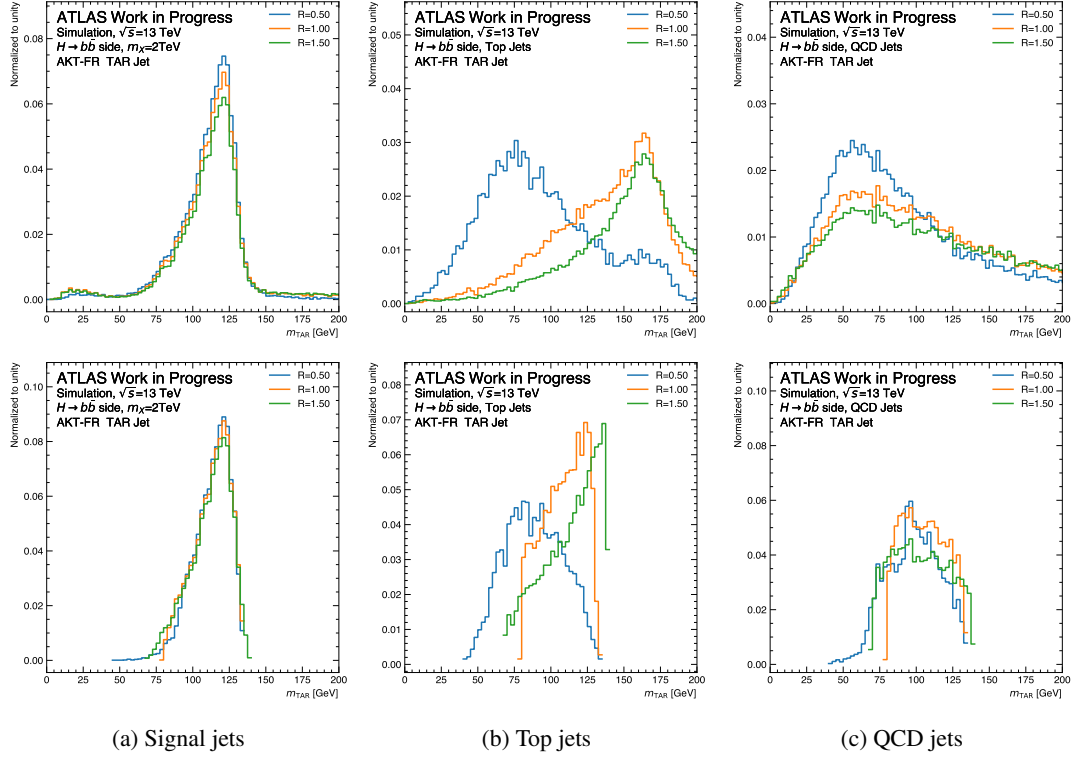 Normalized to unity
ATLAS Work in Progress
Simulation, √s=13 TeV
H → bb̄ side, mX=2TeV
AKT-FR TAR Jet
R=0.50
R=1.00
R=1.50
0.08
0.06
0.04
0.02
0.00
0 25 50 75 100 125 150 175 200
mTAR [GeV]
Normalized to unity
ATLAS Work in Progress
Simulation, √s=13 TeV
H → bb̄ side, Top Jets
AKT-FR TAR Jet
R=0.50
R=1.00
R=1.50
0.05
0.04
0.03
0.02
0.01
0.00
0 25 50 75 100 125 150 175 200
mTAR [GeV]
Normalized to unity
ATLAS Work in Progress
Simulation, √s=13 TeV
H → bb̄ side, QCD Jets
AKT-FR TAR Jet
R=0.50
R=1.00
R=1.50
0.04
0.03
0.02
0.01
0.00
0 25 50 75 100 125 150 175 200
mTAR [GeV]
Normalized to unity
ATLAS Work in Progress
Simulation, √s=13 TeV
H → bb̄ side, mX=2TeV
AKT-FR TAR Jet
R=0.50
R=1.00
R=1.50
0.10
0.08
0.06
0.04
0.02
0.00
0 25 50 75 100 125 150 175 200
mTAR [GeV]
Normalized to unity
ATLAS Work in Progress
Simulation, √s=13 TeV
H → bb̄ side, Top Jets
AKT-FR TAR Jet
R=0.50
R=1.00
R=1.50
0.08
0.07
0.06
0.05
0.04
0.03
0.02
0.01
0.00
0 25 50 75 100 125 150 175 200
mTAR [GeV]
Normalized to unity
ATLAS Work in Progress
Simulation, √s=13 TeV
H → bb̄ side, QCD Jets
AKT-FR TAR Jet
R=0.50
R=1.00
R=1.50
0.10
0.08
0.06
0.04
0.02
0.00
0 25 50 75 100 125 150 175 200
mTAR [GeV]
(a) Signal jets
(b) Top jets
(c) QCD jets